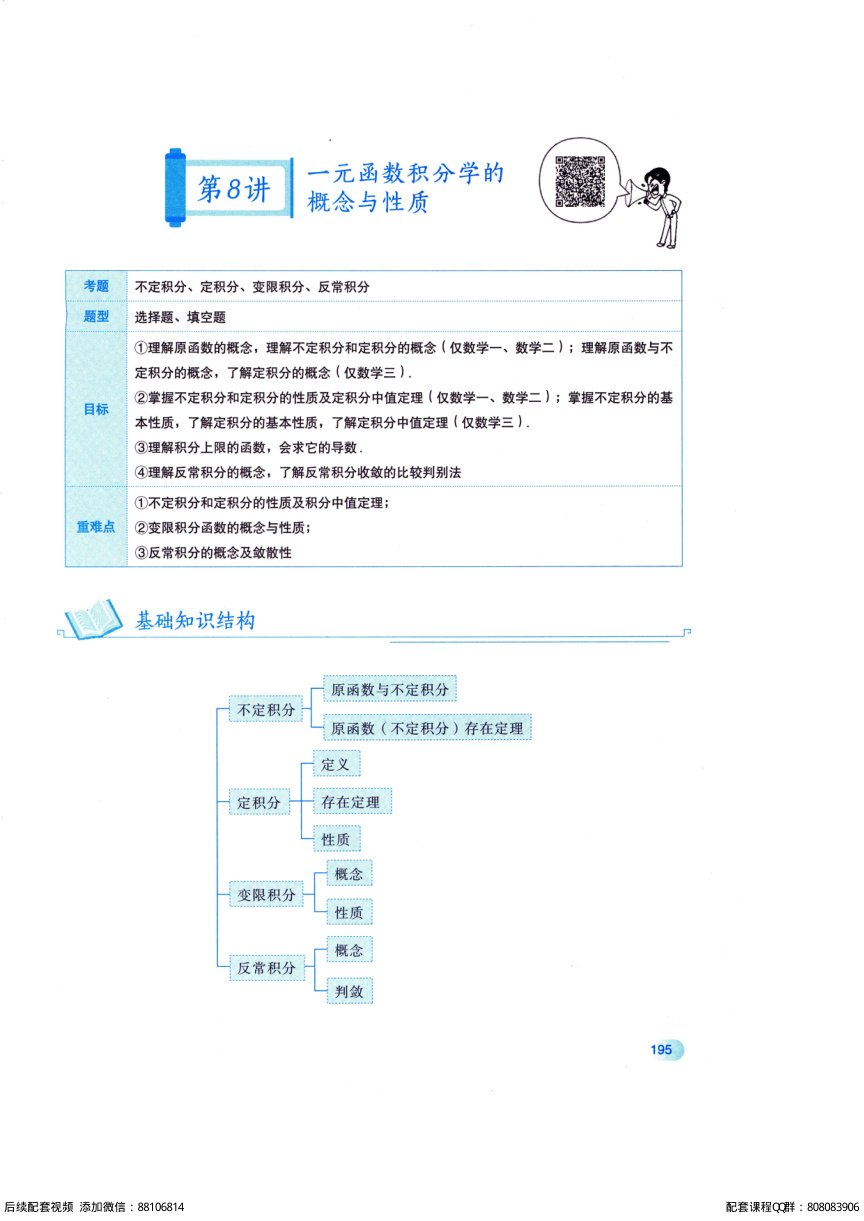 第8讲
一元函数积分学的
概念与性质
考题
不定积分、定积分、变限积分、反常积分
题型
选择题、填空题
目标
①理解原函数的概念，理解不定积分和定积分的概念（仅数学一、数学二）；理解原函数与不
定积分的概念，了解定积分的概念（仅数学三）.
②掌握不定积分和定积分的性质及定积分中值定理（仅数学一、数学二）；掌握不定积分的基
本性质，了解定积分的基本性质，了解定积分中值定理（仅数学三）.
③理解积分上限的函数，会求它的导数.
④理解反常积分的概念，了解反常积分收敛的比较判别法
重难点
①不定积分和定积分的性质及积分中值定理；
②变限积分函数的概念与性质；
③反常积分的概念及敛散性
基础知识结构
不定积分
原函数与不定积分
原函数（不定积分）存在定理
定积分
定义
存在定理
性质
变限积分
概念
性质
反常积分
概念
判敛
195
后续配套视频 添加微信：88106814
配套课程QQ群：808083906